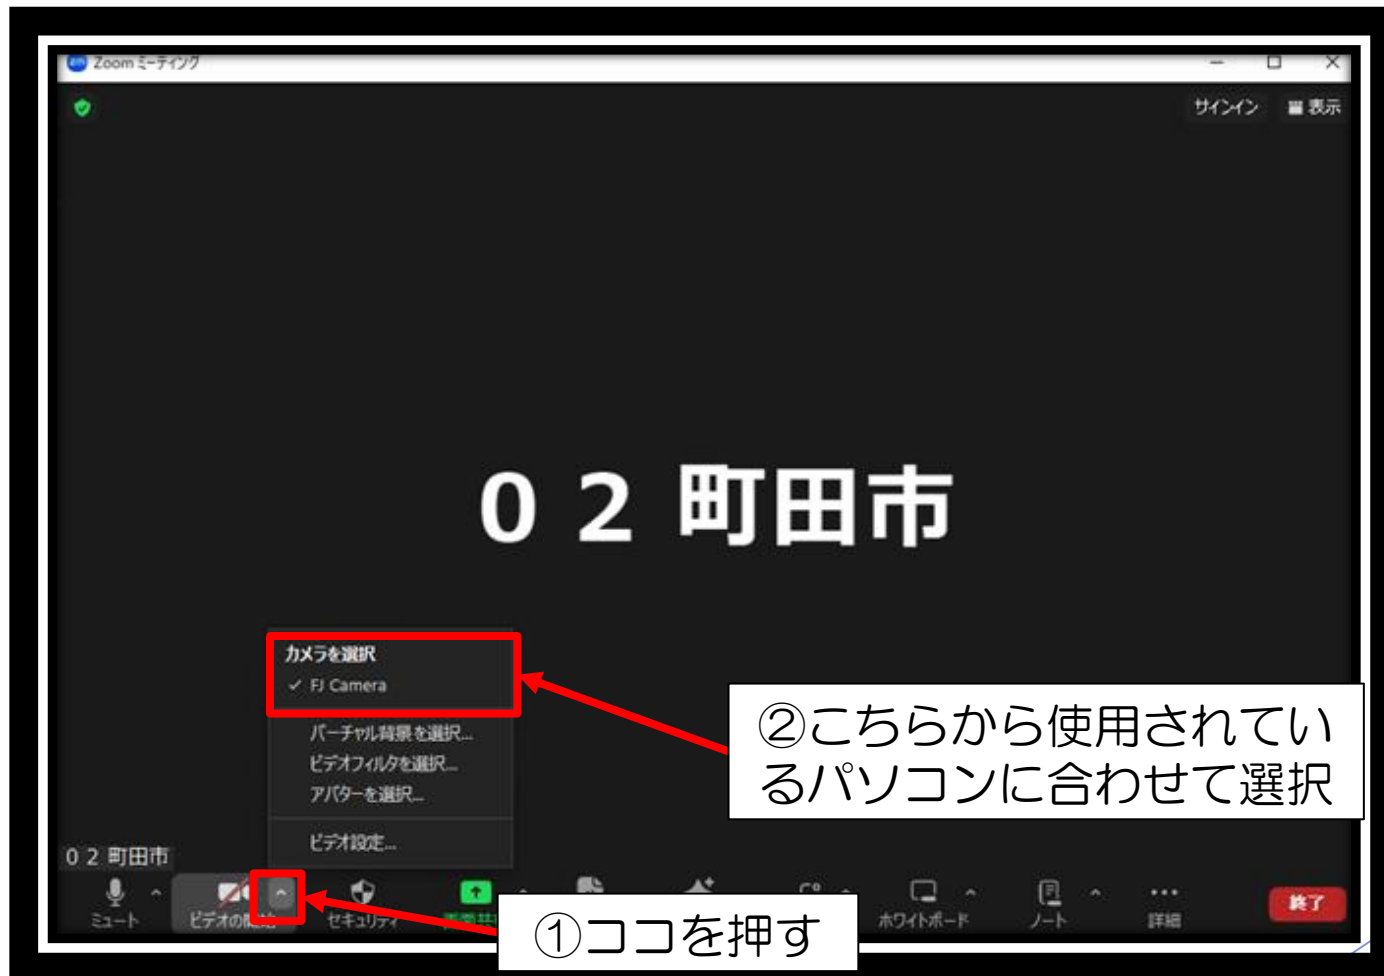 Zoom ミーティング
サインイン 表示
０２町田市
カメラを選択
✓ FJ Camera
バーチャル背景を選択...
ビデオフィルタを選択...
アバターを選択...
ビデオ設定...
②こちらから使用されてい
るパソコンに合わせて選択
０２町田市
ミュート ビデオの開始 セキュリティ ホワイトボード ノート 詳細 終了
①ココを押す